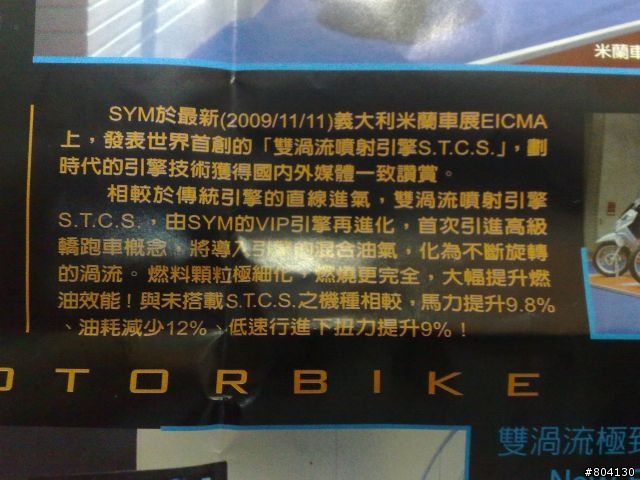 米蘭車
SYM於最新(2009/11/11)義大利米蘭車展EICMA
上，發表世界首創的「雙渦流噴射引擎S.T.C.S.」，劃
時代的引擎技術獲得國內外媒體一致讚賞。
相較於傳統引擎的直線進氣，雙渦流噴射引擎
S.T.C.S.，由SYM的VIP引擎再進化，首次引進高級
轎跑車概念，將導入引擎的混合油氣，化為不斷旋轉
的渦流。燃料顆粒極細化，燃燒更完全，大幅提升燃
油效能！與未搭載S.T.C.S.之機種相較，馬力提升9.8%
、油耗減少12%、低速行進下扭力提升9%！
OTORBIKE
雙渦流極致
#804130